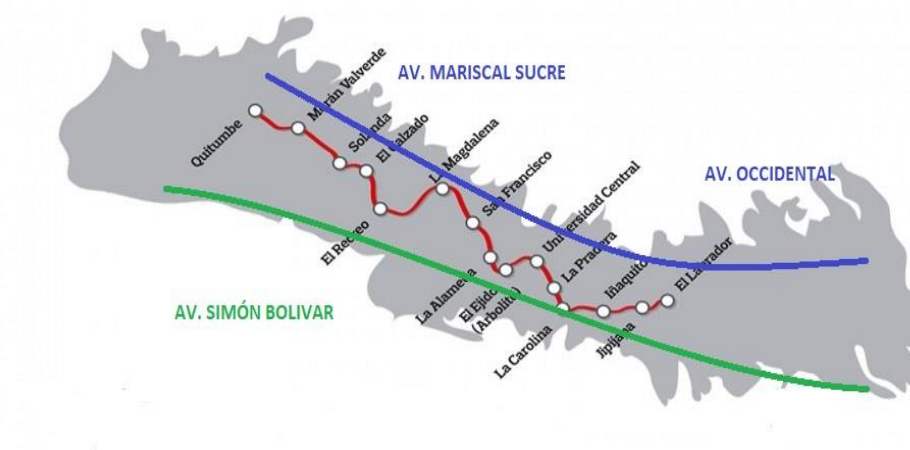 AV. MARISCAL SUCRE
AV. OCCIDENTAL
AV. SIMÓN BOLIVAR
Quitumbe
Morán Valverde
Solanda
El Calzado
El Recreo
La Magdalena
San Francisco
La Alameda
El Ejido
(Arbolito)
Universidad Central
La Pradera
La Carolina
Iñaquito
Jipijapa
El Labrador